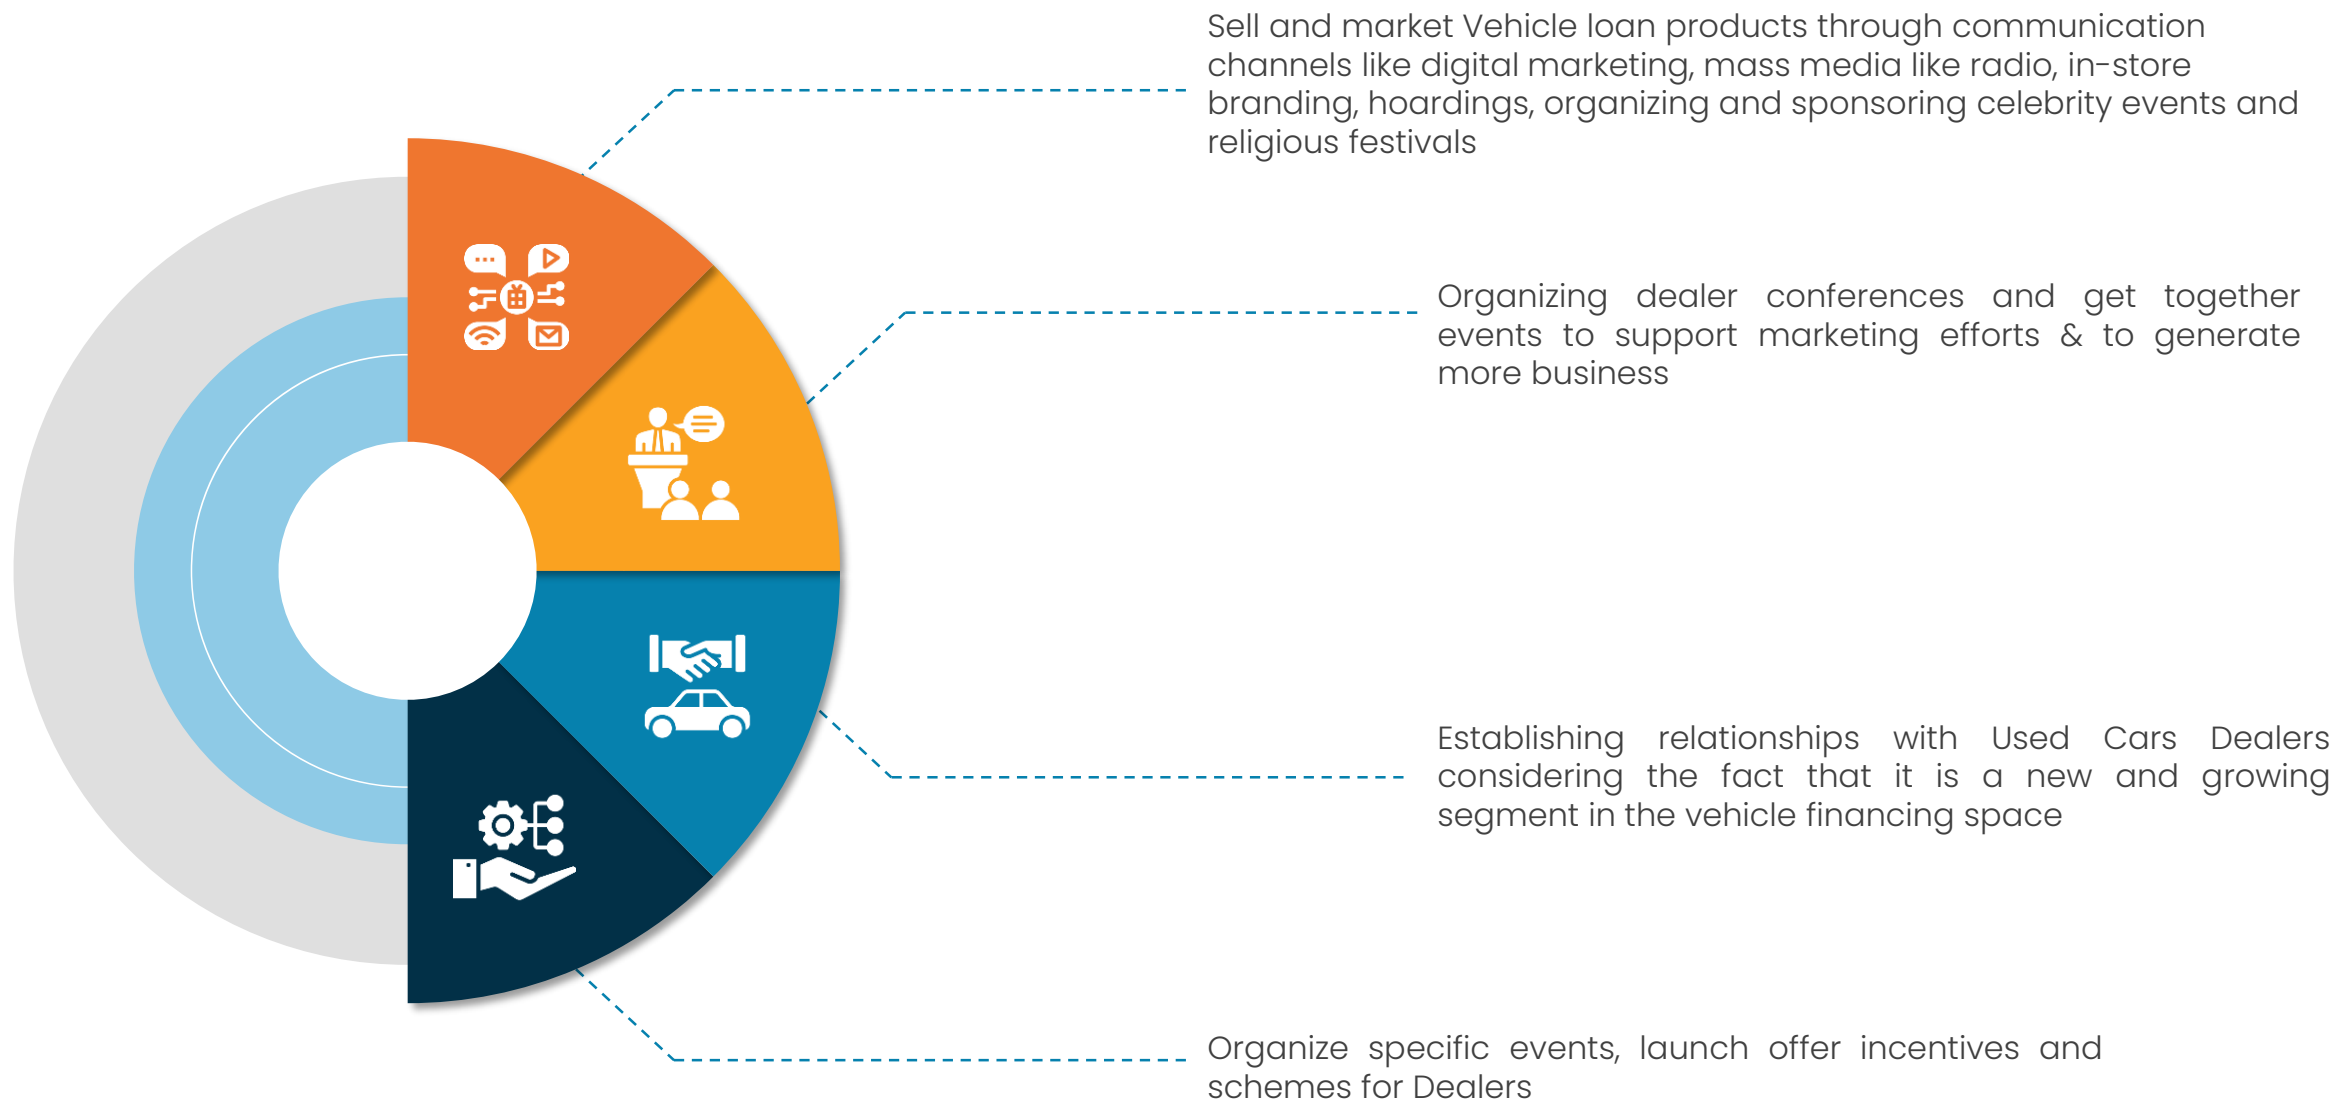 Sell and market Vehicle loan products through communication
channels like digital marketing, mass media like radio, in-store
branding, hoardings, organizing and sponsoring celebrity events and
religious festivals
Organizing dealer conferences and get together
events to support marketing efforts & to generate
more business
Establishing relationships with Used Cars Dealers
considering the fact that it is a new and growing
segment in the vehicle financing space
Organize specific events, launch offer incentives and
schemes for Dealers